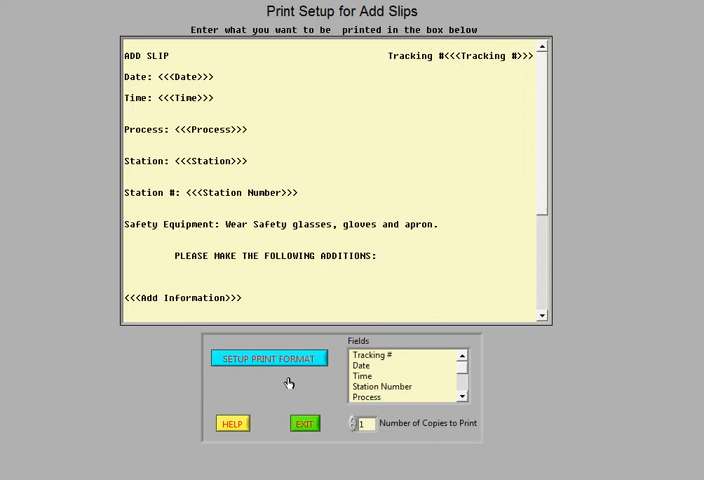 Print Setup for Add Slips
Enter what you want to be printed in the box below
ADD SLIP Tracking #<<<Tracking #>>>
Date: <<<Date>>>
Time: <<<Time>>>
Process: <<<Process>>>
Station: <<<Station>>>
Station #: <<<Station Number>>>
Safety Equipment: Wear Safety glasses, gloves and apron.
PLEASE MAKE THE FOLLOWING ADDITIONS:
<<<Add Information>>>
Fields
SETUP PRINT FORMAT
Tracking #
Date
Time
Station Number
Process
HELP
EXIT
1 Number of Copies to Print